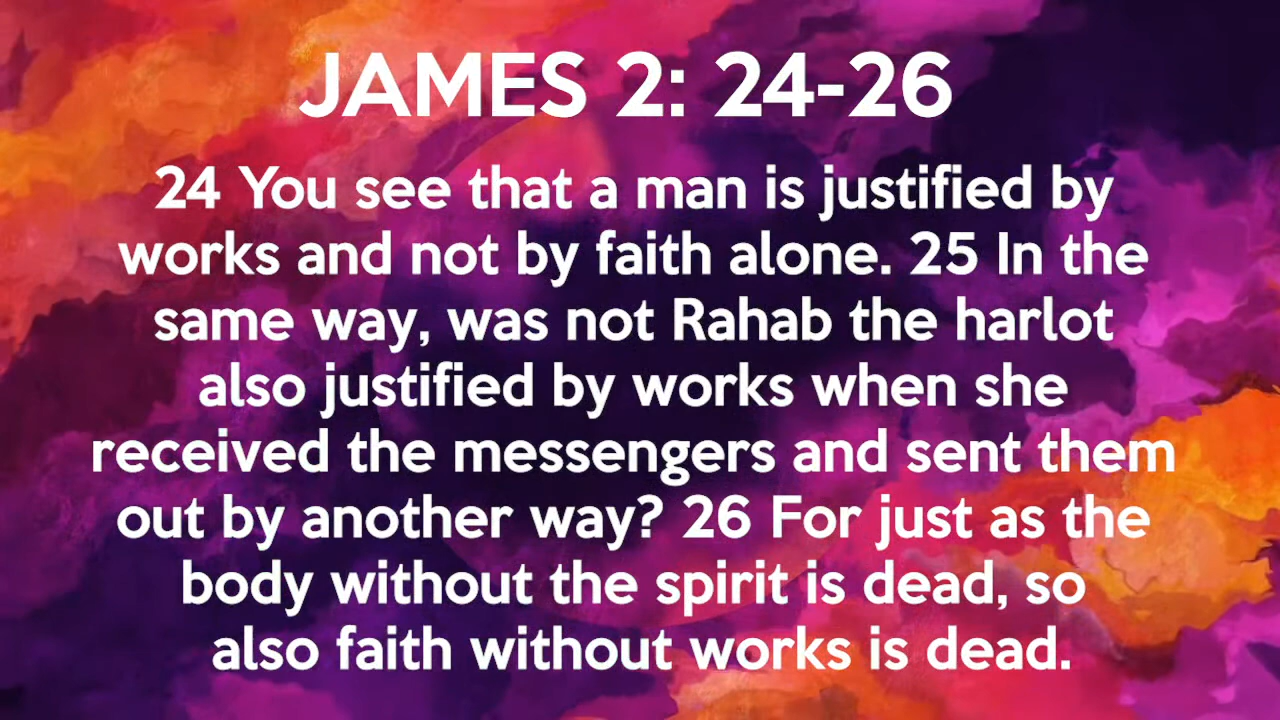 JAMES 2: 24-26
24 You see that a man is justified by
works and not by faith alone. 25 In the
same way, was not Rahab the harlot
also justified by works when she
received the messengers and sent them
out by another way? 26 For just as the
body without the spirit is dead, so
also faith without works is dead.